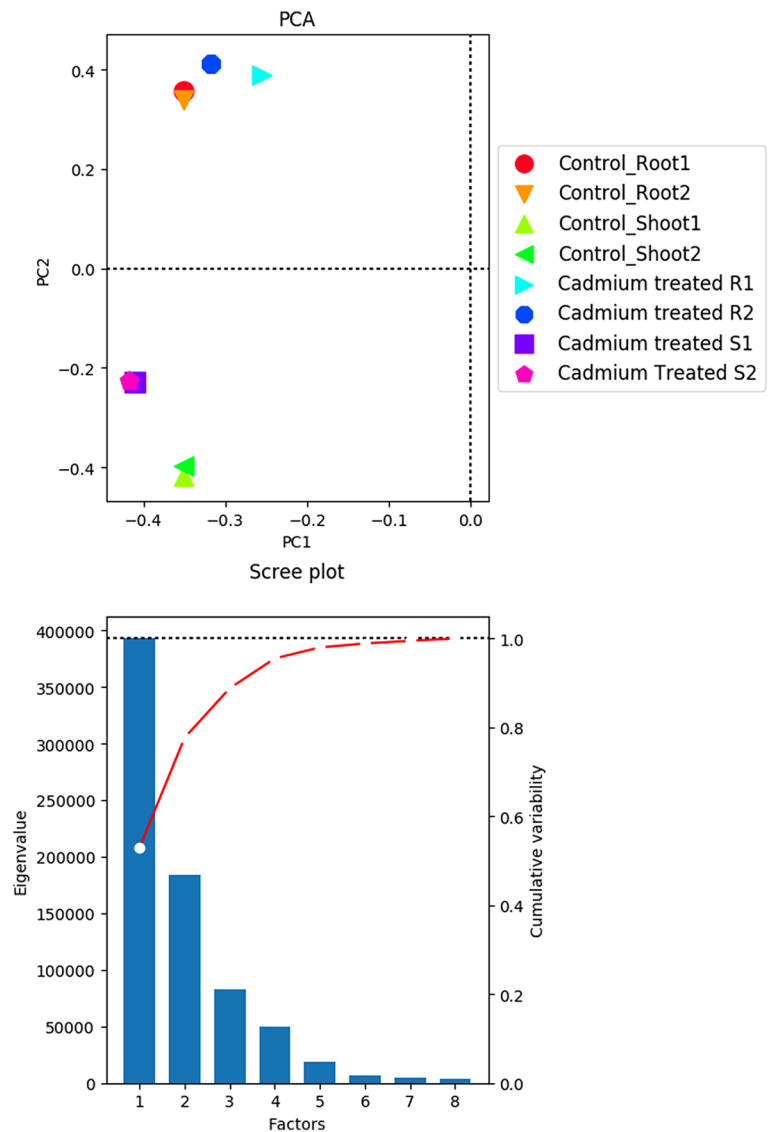 PCA
0.4
0.2
0.0
−0.2
−0.4
PC2
−0.4
−0.3
−0.2
−0.1
0.0
PC1
Control_Root1
Control_Root2
Control_Shoot1
Control_Shoot2
Cadmium treated R1
Cadmium treated R2
Cadmium treated S1
Cadmium Treated S2
Scree plot
400000
350000
300000
250000
200000
150000
100000
50000
0
Eigenvalue
1.0
0.8
0.6
0.4
0.2
0.0
Cumulative variability
1
2
3
4
5
6
7
8
Factors